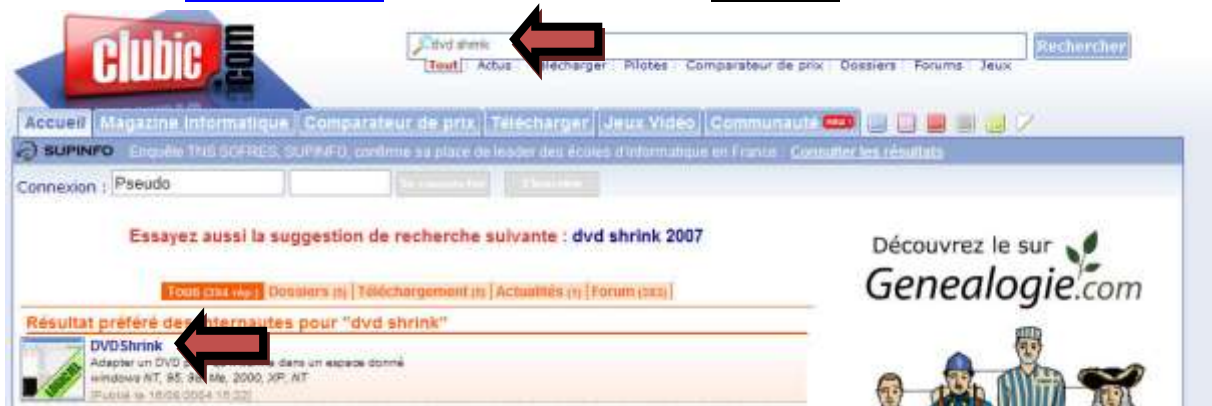 clubic.com
dvd shrink
Rechercher
Tout Actus Télécharger Pilotes Comparateur de prix Dossiers Forums Jeux
Accueil Magazine Informatique Comparateur de prix Télécharger Jeux Vidéo Communauté
SUPINFO Enquête TNS SOFRES, SUPINFO, confirme sa place de leader des écoles d'informatique en France : Consulter les résultats
Connexion : Pseudo
Essayez aussi la suggestion de recherche suivante : dvd shrink 2007
Découvrez le sur
Genealogie.com
Tous Dossiers Téléchargement Actualités Forum
Résultat préféré des internautes pour "dvd shrink"
DVDShrink
Adapter un DVD dans un espace donné
windows NT, 95, Me, 2000, XP, NT